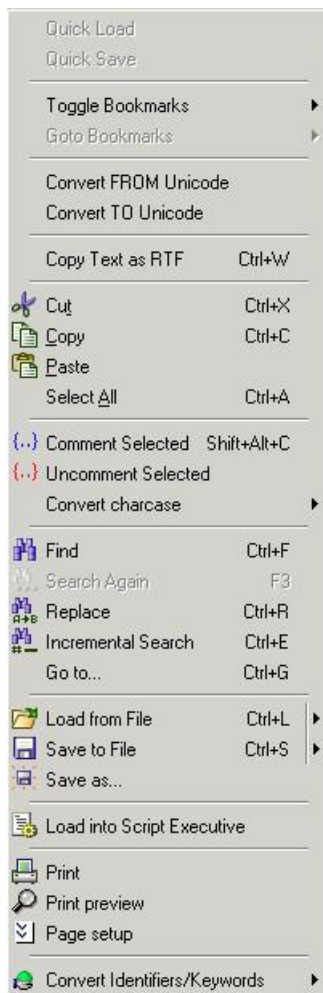 Quick Load
Quick Save
Toggle Bookmarks
Goto Bookmarks
Convert FROM Unicode
Convert TO Unicode
Copy Text as RTF Ctrl+W
Cut Ctrl+X
Copy Ctrl+C
Paste
Select All Ctrl+A
{..} Comment Selected Shift+Alt+C
{..} Uncomment Selected
Convert charcase
Find Ctrl+F
Search Again F3
A+B Replace Ctrl+R
Incremental Search Ctrl+E
Go to... Ctrl+G
Load from File Ctrl+L
Save to File Ctrl+S
Save as...
Load into Script Executive
Print
Print preview
Page setup
Convert Identifiers/Keywords